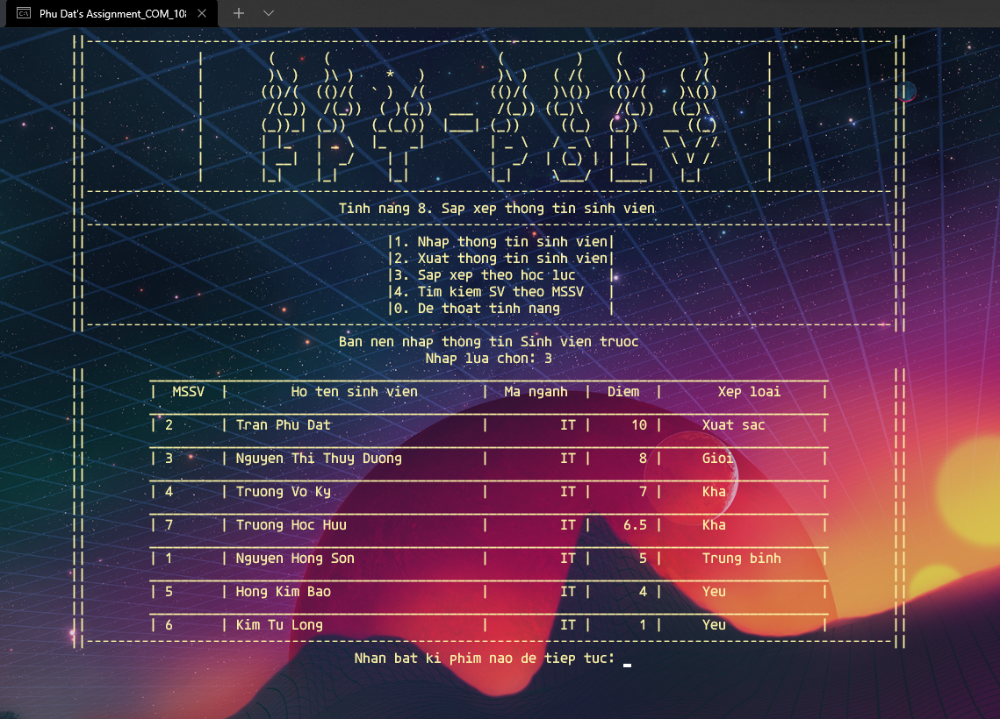 Phu Dat's Assignment_COM_108
FPT_POLY
Tinh nang 8. Sap xep thong tin sinh vien
|1. Nhap thong tin sinh vien|
|2. Xuat thong tin sinh vien|
|3. Sap xep theo hoc luc |
|4. Tim kiem SV theo MSSV |
|0. De thoat tinh nang |
Ban nen nhap thong tin Sinh vien truoc
Nhap lua chon: 3
| MSSV | Ho ten sinh vien | Ma nganh | Diem | Xep loai |
| 2 | Tran Phu Dat | IT | 10 | Xuat sac |
| 3 | Nguyen Thi Thuy Duong | IT | 8 | Gioi |
| 4 | Truong Vo Ky | IT | 7 | Kha |
| 7 | Truong Hoc Huu | IT | 6.5 | Kha |
| 1 | Nguyen Hong Son | IT | 5 | Trung binh |
| 5 | Hong Kim Bao | IT | 4 | Yeu |
| 6 | Kim Tu Long | IT | 1 | Yeu |
Nhan bat ki phim nao de tiep tuc: